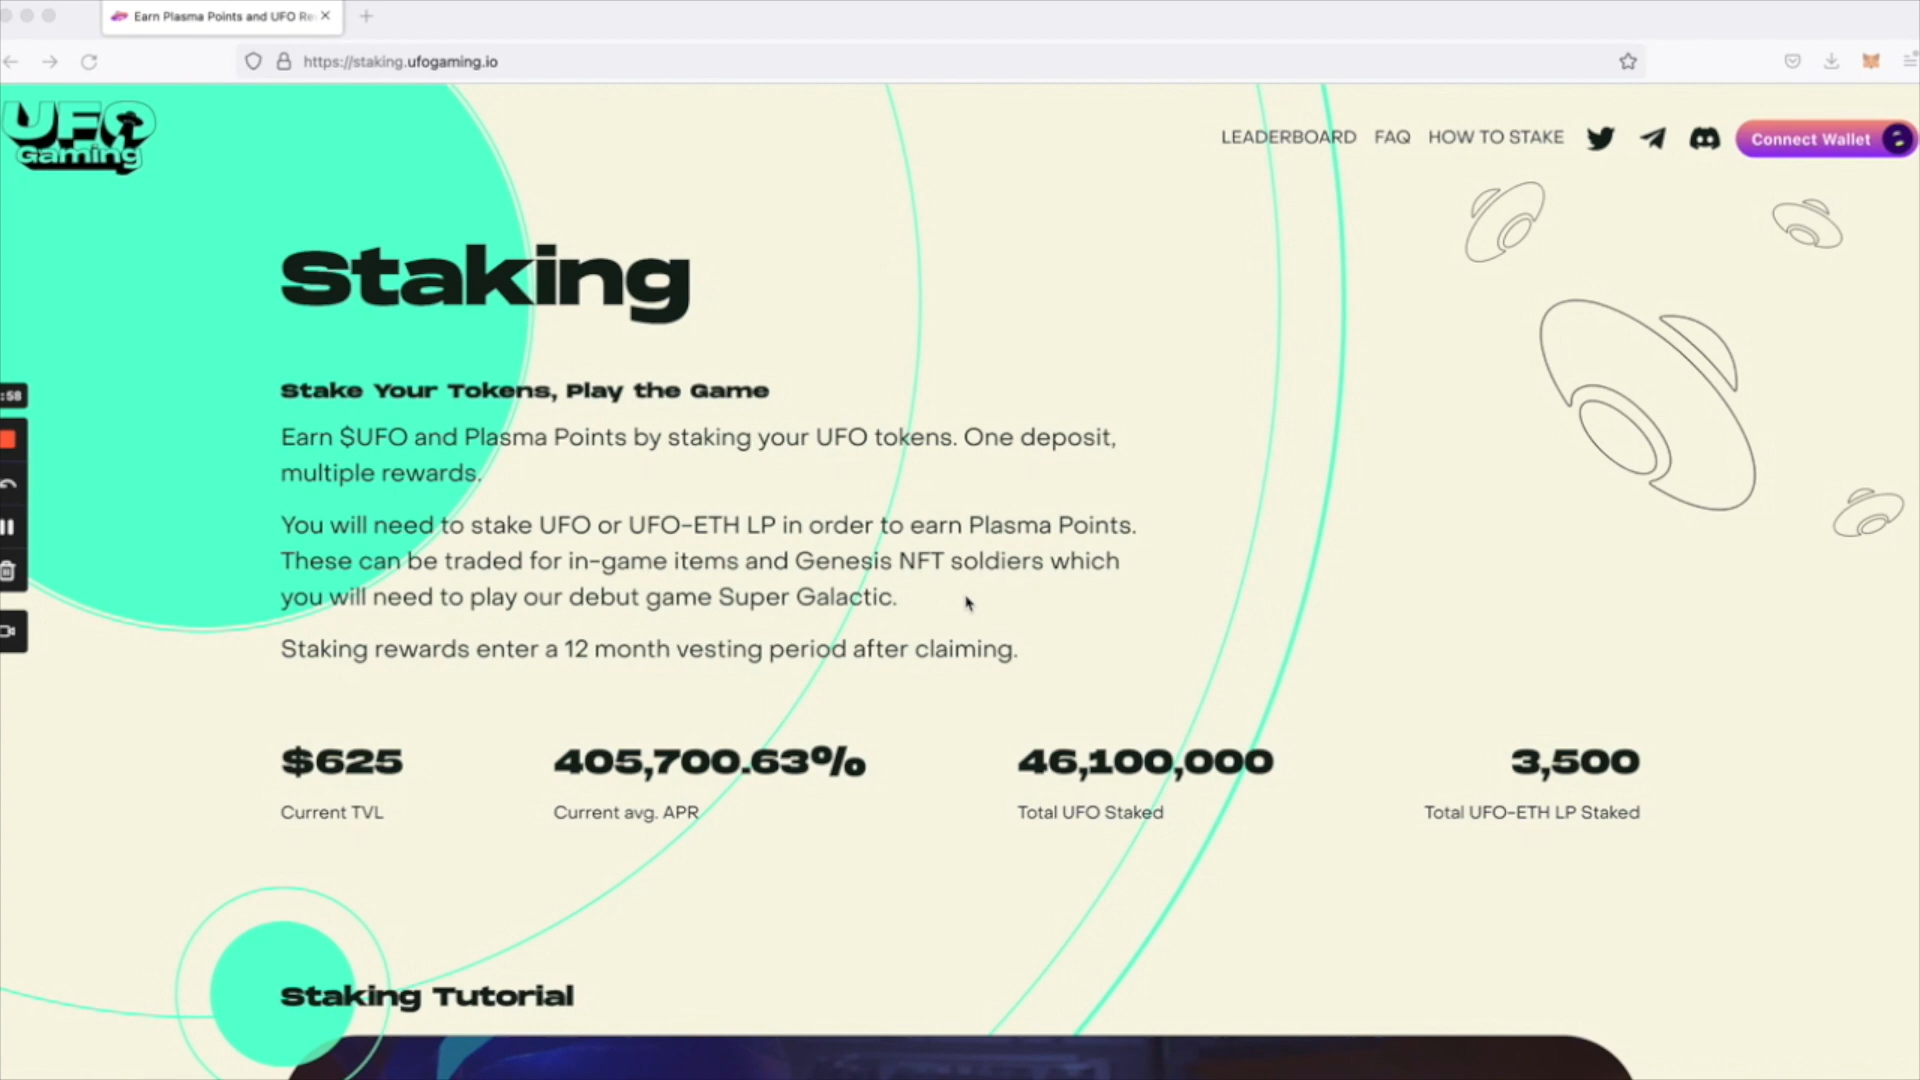 Earn Plasma Points and UFO Re
https://staking.ufogaming.io
UFO
Gaming
LEADERBOARD FAQ HOW TO STAKE
Connect Wallet
Staking
Stake Your Tokens, Play the Game
Earn $UFO and Plasma Points by staking your UFO tokens. One deposit,
multiple rewards.
You will need to stake UFO or UFO-ETH LP in order to earn Plasma Points.
These can be traded for in-game items and Genesis NFT soldiers which
you will need to play our debut game Super Galactic.
Staking rewards enter a 12 month vesting period after claiming.
:58
$625 405,700.63% 46,100,000 3,500
Current TVL Current avg. APR Total UFO Staked Total UFO-ETH LP Staked
Staking Tutorial